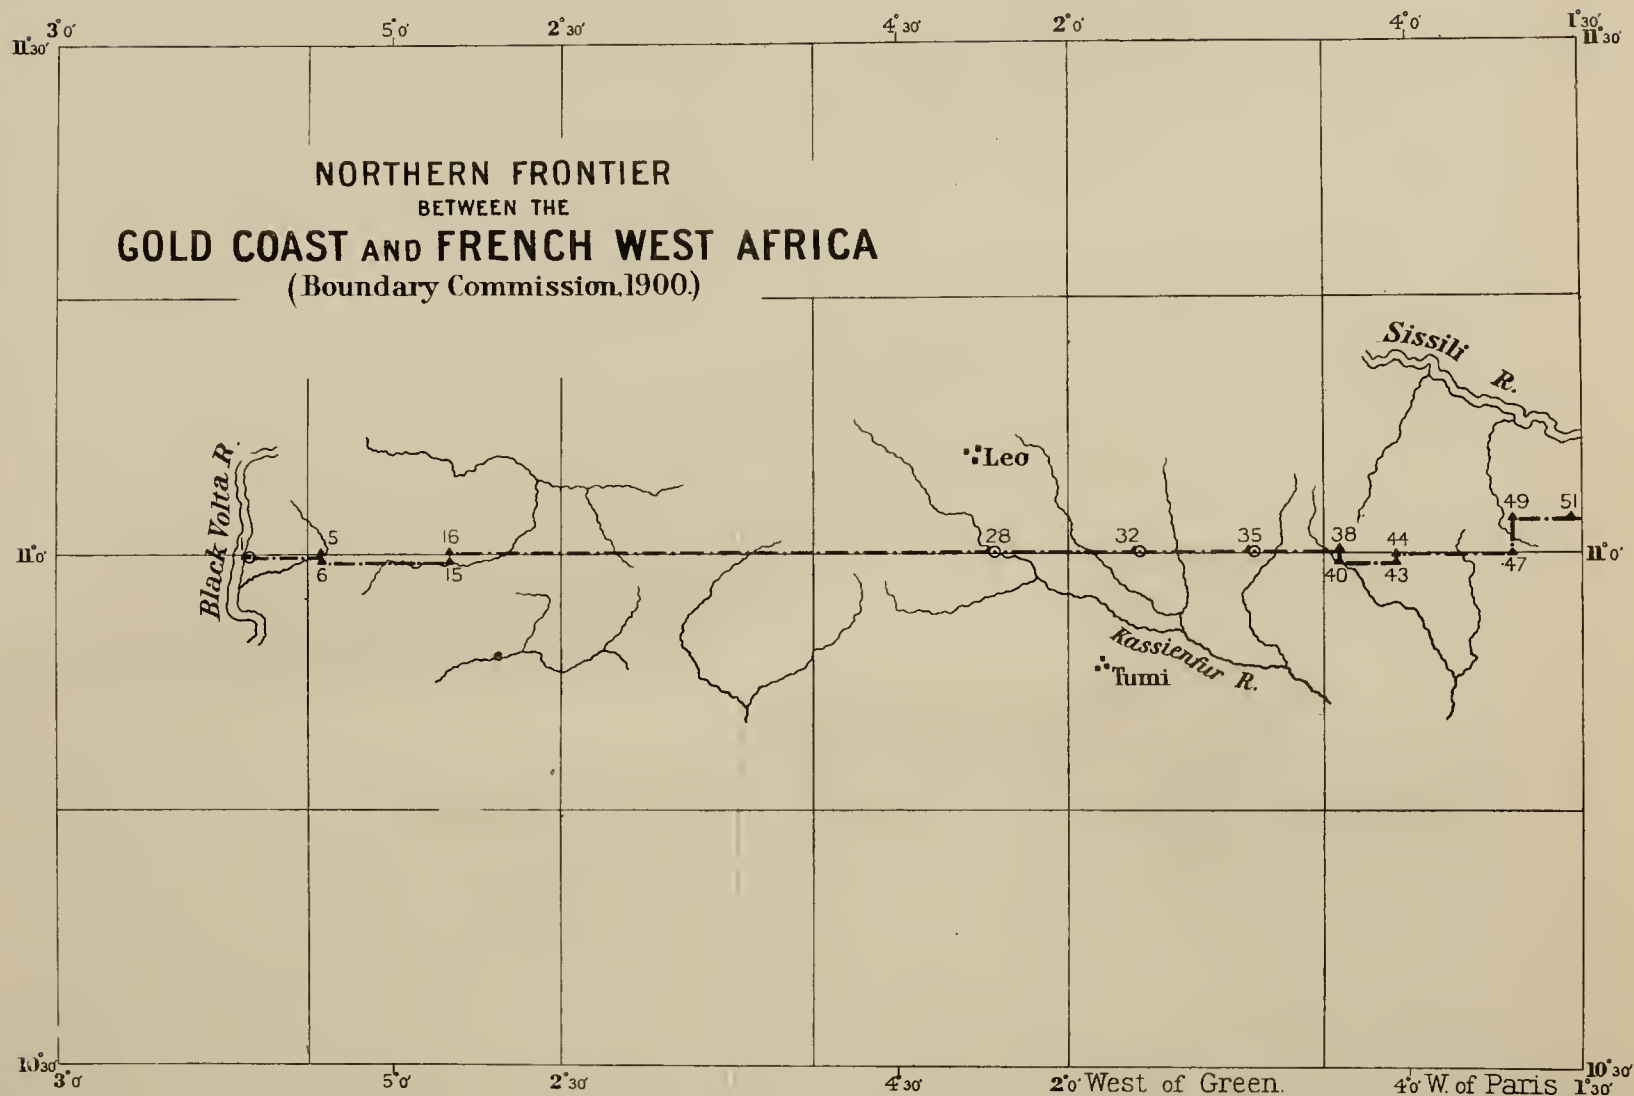 3°0′ 5°0′ 2°30′ 4°30′ 2°0′ 4°0′ 1°30′
11°30′ 11°30′
NORTHERN FRONTIER
BETWEEN THE
GOLD COAST AND FRENCH WEST AFRICA
(Boundary Commission, 1900.)
Sissili R.
Black Volta R.
Leo
5 16 28 32 35 38 44 49 51
11°0′ 11°0′
6 15 40 43 47
Kassienfur R.
Tumi
10°30′ 10°30′
3°0′ 5°0′ 2°30′ 4°30′ 2°0′ West of Green. 4°0′ W. of Paris 1°30′